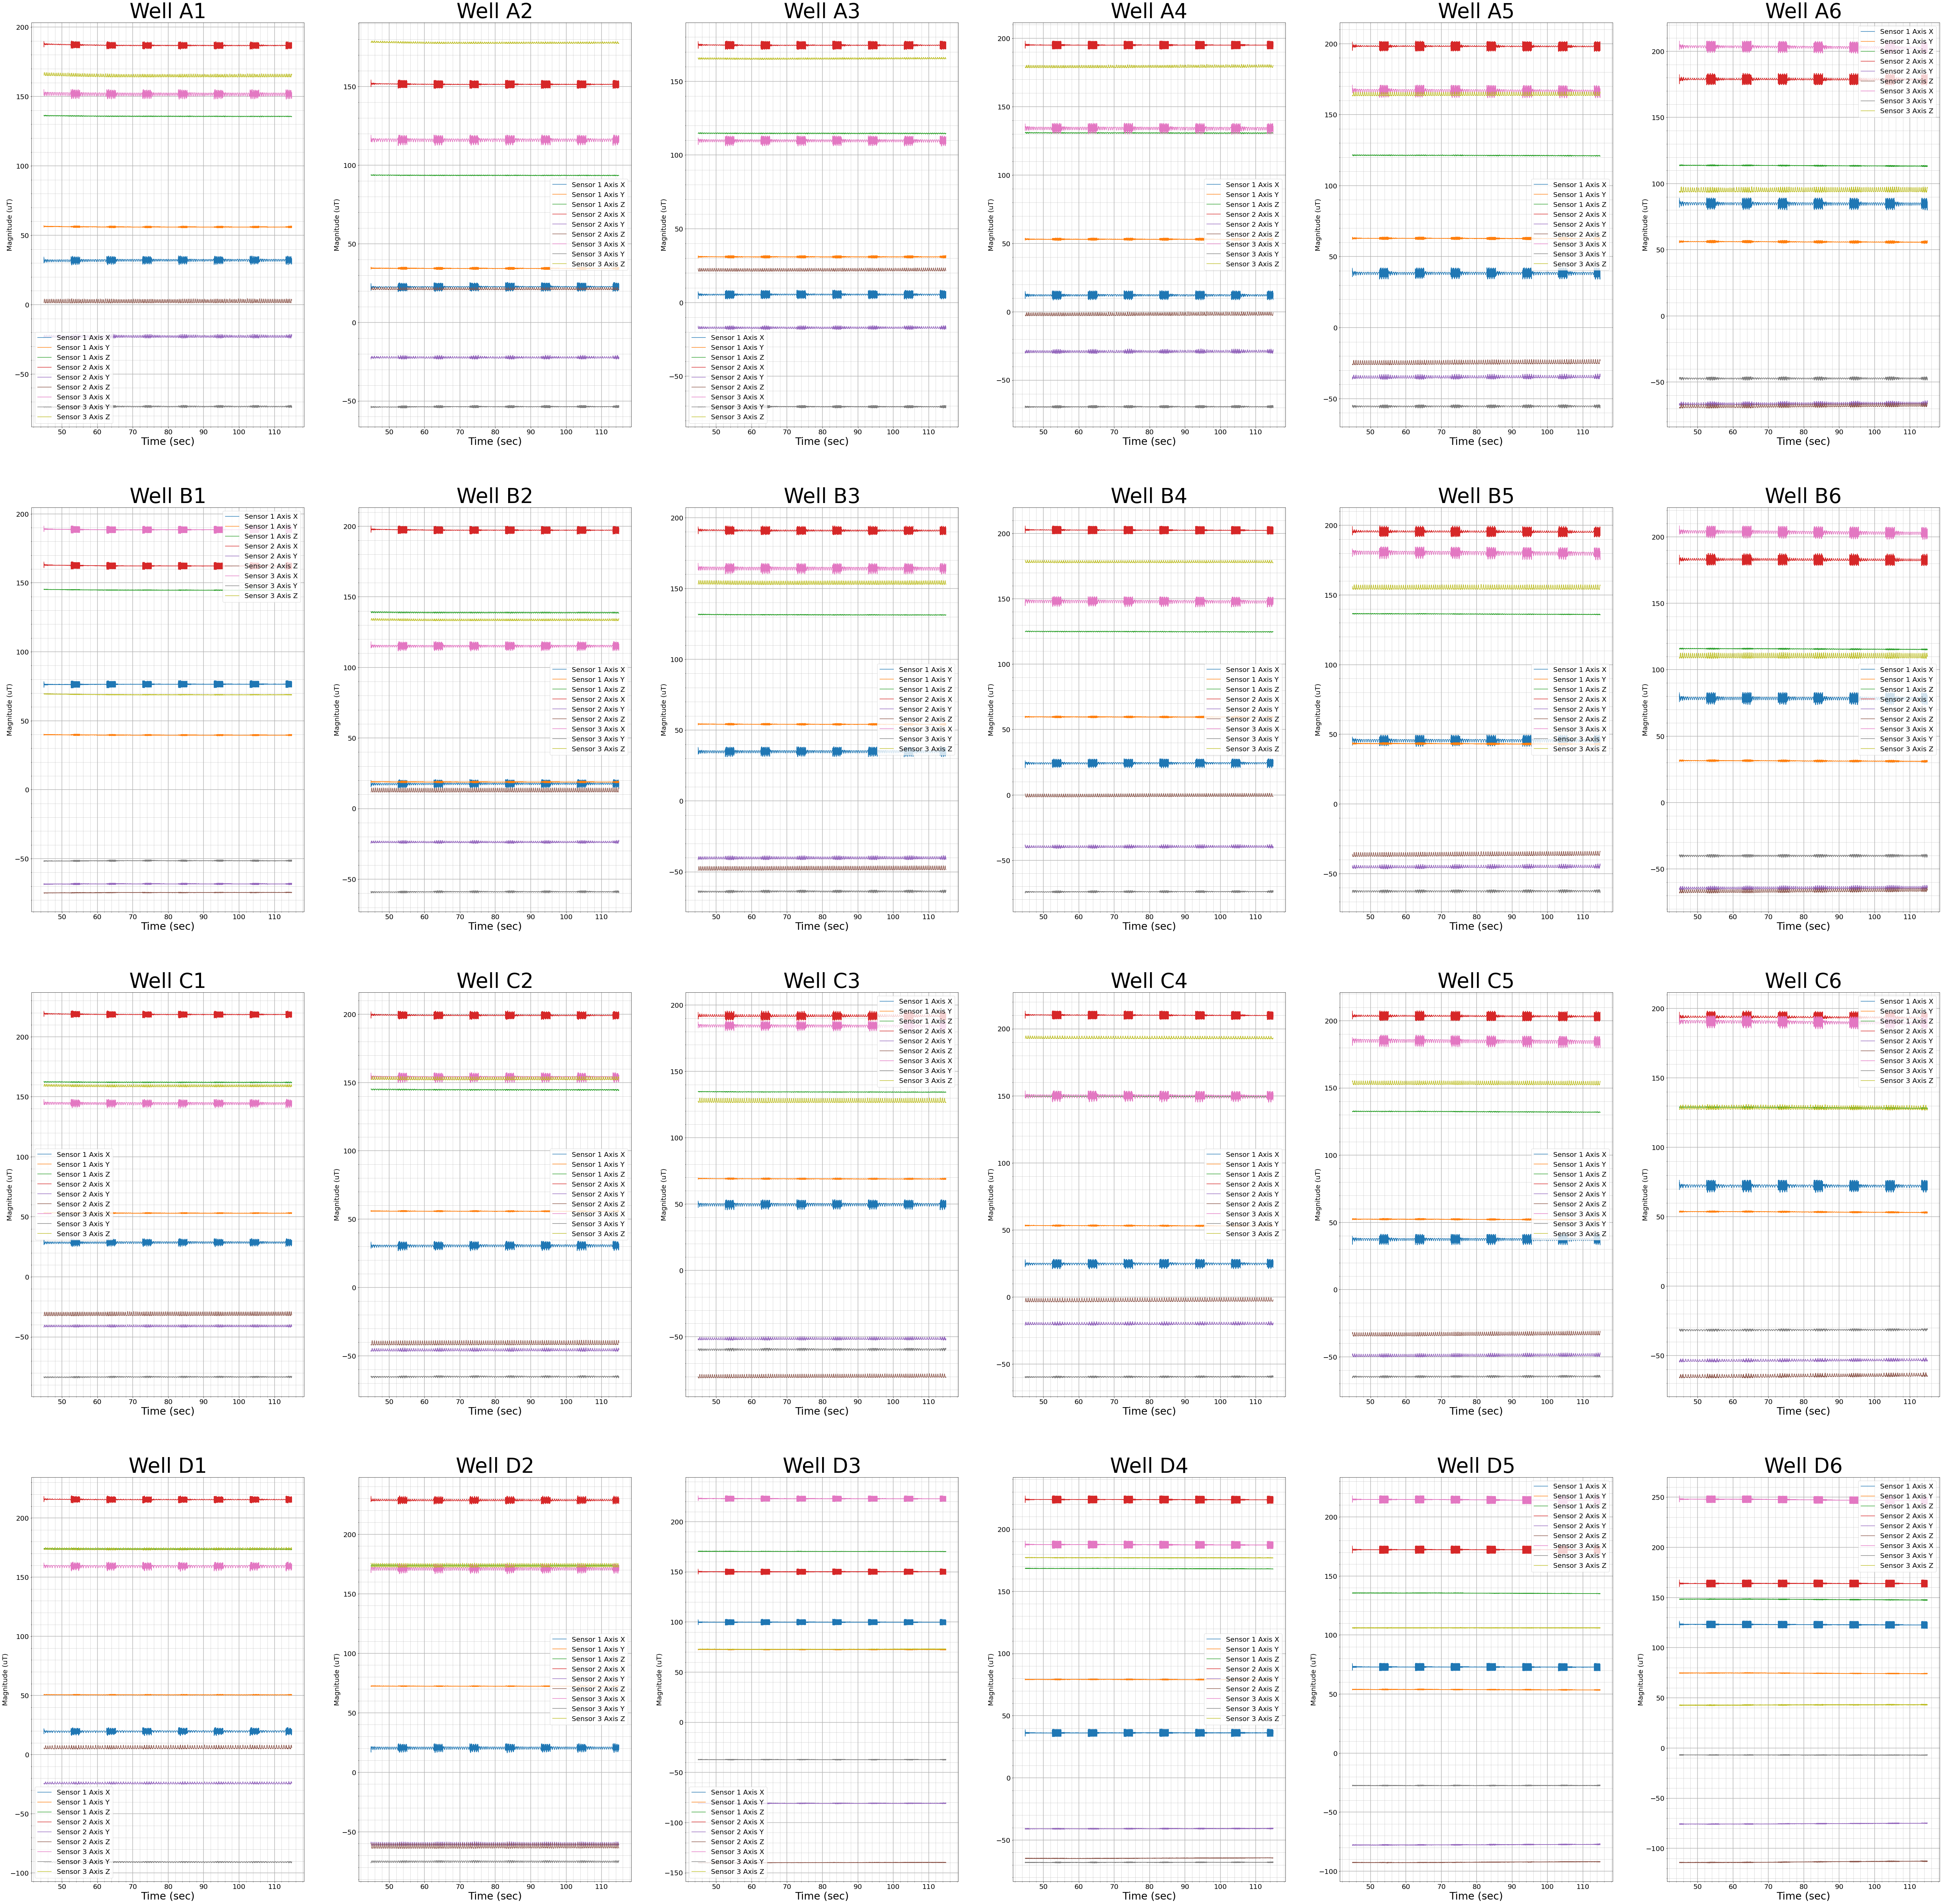 Well A1
200
150
100
50
0
−50
Magnitude (uT)
Sensor 1 Axis X
Sensor 1 Axis Y
Sensor 1 Axis Z
Sensor 2 Axis X
Sensor 2 Axis Y
Sensor 2 Axis Z
Sensor 3 Axis X
Sensor 3 Axis Y
Sensor 3 Axis Z
50 60 70 80 90 100 110
Time (sec)
Well A2
150
100
50
0
−50
Magnitude (uT)
Sensor 1 Axis X
Sensor 1 Axis Y
Sensor 1 Axis Z
Sensor 2 Axis X
Sensor 2 Axis Y
Sensor 2 Axis Z
Sensor 3 Axis X
Sensor 3 Axis Y
Sensor 3 Axis Z
50 60 70 80 90 100 110
Time (sec)
Well A3
150
100
50
0
−50
Magnitude (uT)
Sensor 1 Axis X
Sensor 1 Axis Y
Sensor 1 Axis Z
Sensor 2 Axis X
Sensor 2 Axis Y
Sensor 2 Axis Z
Sensor 3 Axis X
Sensor 3 Axis Y
Sensor 3 Axis Z
50 60 70 80 90 100 110
Time (sec)
Well A4
200
150
100
50
0
−50
Magnitude (uT)
Sensor 1 Axis X
Sensor 1 Axis Y
Sensor 1 Axis Z
Sensor 2 Axis X
Sensor 2 Axis Y
Sensor 2 Axis Z
Sensor 3 Axis X
Sensor 3 Axis Y
Sensor 3 Axis Z
50 60 70 80 90 100 110
Time (sec)
Well A5
200
150
100
50
0
−50
Magnitude (uT)
Sensor 1 Axis X
Sensor 1 Axis Y
Sensor 1 Axis Z
Sensor 2 Axis X
Sensor 2 Axis Y
Sensor 2 Axis Z
Sensor 3 Axis X
Sensor 3 Axis Y
Sensor 3 Axis Z
50 60 70 80 90 100 110
Time (sec)
Well A6
200
150
100
50
0
−50
Magnitude (uT)
Sensor 1 Axis X
Sensor 1 Axis Y
Sensor 1 Axis Z
Sensor 2 Axis X
Sensor 2 Axis Y
Sensor 2 Axis Z
Sensor 3 Axis X
Sensor 3 Axis Y
Sensor 3 Axis Z
50 60 70 80 90 100 110
Time (sec)
Well B1
200
150
100
50
0
−50
Magnitude (uT)
Sensor 1 Axis X
Sensor 1 Axis Y
Sensor 1 Axis Z
Sensor 2 Axis X
Sensor 2 Axis Y
Sensor 2 Axis Z
Sensor 3 Axis X
Sensor 3 Axis Y
Sensor 3 Axis Z
50 60 70 80 90 100 110
Time (sec)
Well B2
200
150
100
50
0
−50
Magnitude (uT)
Sensor 1 Axis X
Sensor 1 Axis Y
Sensor 1 Axis Z
Sensor 2 Axis X
Sensor 2 Axis Y
Sensor 2 Axis Z
Sensor 3 Axis X
Sensor 3 Axis Y
Sensor 3 Axis Z
50 60 70 80 90 100 110
Time (sec)
Well B3
200
150
100
50
0
−50
Magnitude (uT)
Sensor 1 Axis X
Sensor 1 Axis Y
Sensor 1 Axis Z
Sensor 2 Axis X
Sensor 2 Axis Y
Sensor 2 Axis Z
Sensor 3 Axis X
Sensor 3 Axis Y
Sensor 3 Axis Z
50 60 70 80 90 100 110
Time (sec)
Well B4
200
150
100
50
0
−50
Magnitude (uT)
Sensor 1 Axis X
Sensor 1 Axis Y
Sensor 1 Axis Z
Sensor 2 Axis X
Sensor 2 Axis Y
Sensor 2 Axis Z
Sensor 3 Axis X
Sensor 3 Axis Y
Sensor 3 Axis Z
50 60 70 80 90 100 110
Time (sec)
Well B5
200
150
100
50
0
−50
Magnitude (uT)
Sensor 1 Axis X
Sensor 1 Axis Y
Sensor 1 Axis Z
Sensor 2 Axis X
Sensor 2 Axis Y
Sensor 2 Axis Z
Sensor 3 Axis X
Sensor 3 Axis Y
Sensor 3 Axis Z
50 60 70 80 90 100 110
Time (sec)
Well B6
200
150
100
50
0
−50
Magnitude (uT)
Sensor 1 Axis X
Sensor 1 Axis Y
Sensor 1 Axis Z
Sensor 2 Axis X
Sensor 2 Axis Y
Sensor 2 Axis Z
Sensor 3 Axis X
Sensor 3 Axis Y
Sensor 3 Axis Z
50 60 70 80 90 100 110
Time (sec)
Well C1
200
150
100
50
0
−50
Magnitude (uT)
Sensor 1 Axis X
Sensor 1 Axis Y
Sensor 1 Axis Z
Sensor 2 Axis X
Sensor 2 Axis Y
Sensor 2 Axis Z
Sensor 3 Axis X
Sensor 3 Axis Y
Sensor 3 Axis Z
50 60 70 80 90 100 110
Time (sec)
Well C2
200
150
100
50
0
−50
Magnitude (uT)
Sensor 1 Axis X
Sensor 1 Axis Y
Sensor 1 Axis Z
Sensor 2 Axis X
Sensor 2 Axis Y
Sensor 2 Axis Z
Sensor 3 Axis X
Sensor 3 Axis Y
Sensor 3 Axis Z
50 60 70 80 90 100 110
Time (sec)
Well C3
200
150
100
50
0
−50
Magnitude (uT)
Sensor 1 Axis X
Sensor 1 Axis Y
Sensor 1 Axis Z
Sensor 2 Axis X
Sensor 2 Axis Y
Sensor 2 Axis Z
Sensor 3 Axis X
Sensor 3 Axis Y
Sensor 3 Axis Z
50 60 70 80 90 100 110
Time (sec)
Well C4
200
150
100
50
0
−50
Magnitude (uT)
Sensor 1 Axis X
Sensor 1 Axis Y
Sensor 1 Axis Z
Sensor 2 Axis X
Sensor 2 Axis Y
Sensor 2 Axis Z
Sensor 3 Axis X
Sensor 3 Axis Y
Sensor 3 Axis Z
50 60 70 80 90 100 110
Time (sec)
Well C5
200
150
100
50
0
−50
Magnitude (uT)
Sensor 1 Axis X
Sensor 1 Axis Y
Sensor 1 Axis Z
Sensor 2 Axis X
Sensor 2 Axis Y
Sensor 2 Axis Z
Sensor 3 Axis X
Sensor 3 Axis Y
Sensor 3 Axis Z
50 60 70 80 90 100 110
Time (sec)
Well C6
200
150
100
50
0
−50
Magnitude (uT)
Sensor 1 Axis X
Sensor 1 Axis Y
Sensor 1 Axis Z
Sensor 2 Axis X
Sensor 2 Axis Y
Sensor 2 Axis Z
Sensor 3 Axis X
Sensor 3 Axis Y
Sensor 3 Axis Z
50 60 70 80 90 100 110
Time (sec)
Well D1
200
150
100
50
0
−50
−100
Magnitude (uT)
Sensor 1 Axis X
Sensor 1 Axis Y
Sensor 1 Axis Z
Sensor 2 Axis X
Sensor 2 Axis Y
Sensor 2 Axis Z
Sensor 3 Axis X
Sensor 3 Axis Y
Sensor 3 Axis Z
50 60 70 80 90 100 110
Time (sec)
Well D2
200
150
100
50
0
−50
Magnitude (uT)
Sensor 1 Axis X
Sensor 1 Axis Y
Sensor 1 Axis Z
Sensor 2 Axis X
Sensor 2 Axis Y
Sensor 2 Axis Z
Sensor 3 Axis X
Sensor 3 Axis Y
Sensor 3 Axis Z
50 60 70 80 90 100 110
Time (sec)
Well D3
200
150
100
50
0
−50
−100
−150
Magnitude (uT)
Sensor 1 Axis X
Sensor 1 Axis Y
Sensor 1 Axis Z
Sensor 2 Axis X
Sensor 2 Axis Y
Sensor 2 Axis Z
Sensor 3 Axis X
Sensor 3 Axis Y
Sensor 3 Axis Z
50 60 70 80 90 100 110
Time (sec)
Well D4
200
150
100
50
0
−50
Magnitude (uT)
Sensor 1 Axis X
Sensor 1 Axis Y
Sensor 1 Axis Z
Sensor 2 Axis X
Sensor 2 Axis Y
Sensor 2 Axis Z
Sensor 3 Axis X
Sensor 3 Axis Y
Sensor 3 Axis Z
50 60 70 80 90 100 110
Time (sec)
Well D5
200
150
100
50
0
−50
−100
Magnitude (uT)
Sensor 1 Axis X
Sensor 1 Axis Y
Sensor 1 Axis Z
Sensor 2 Axis X
Sensor 2 Axis Y
Sensor 2 Axis Z
Sensor 3 Axis X
Sensor 3 Axis Y
Sensor 3 Axis Z
50 60 70 80 90 100 110
Time (sec)
Well D6
250
200
150
100
50
0
−50
−100
Magnitude (uT)
Sensor 1 Axis X
Sensor 1 Axis Y
Sensor 1 Axis Z
Sensor 2 Axis X
Sensor 2 Axis Y
Sensor 2 Axis Z
Sensor 3 Axis X
Sensor 3 Axis Y
Sensor 3 Axis Z
50 60 70 80 90 100 110
Time (sec)